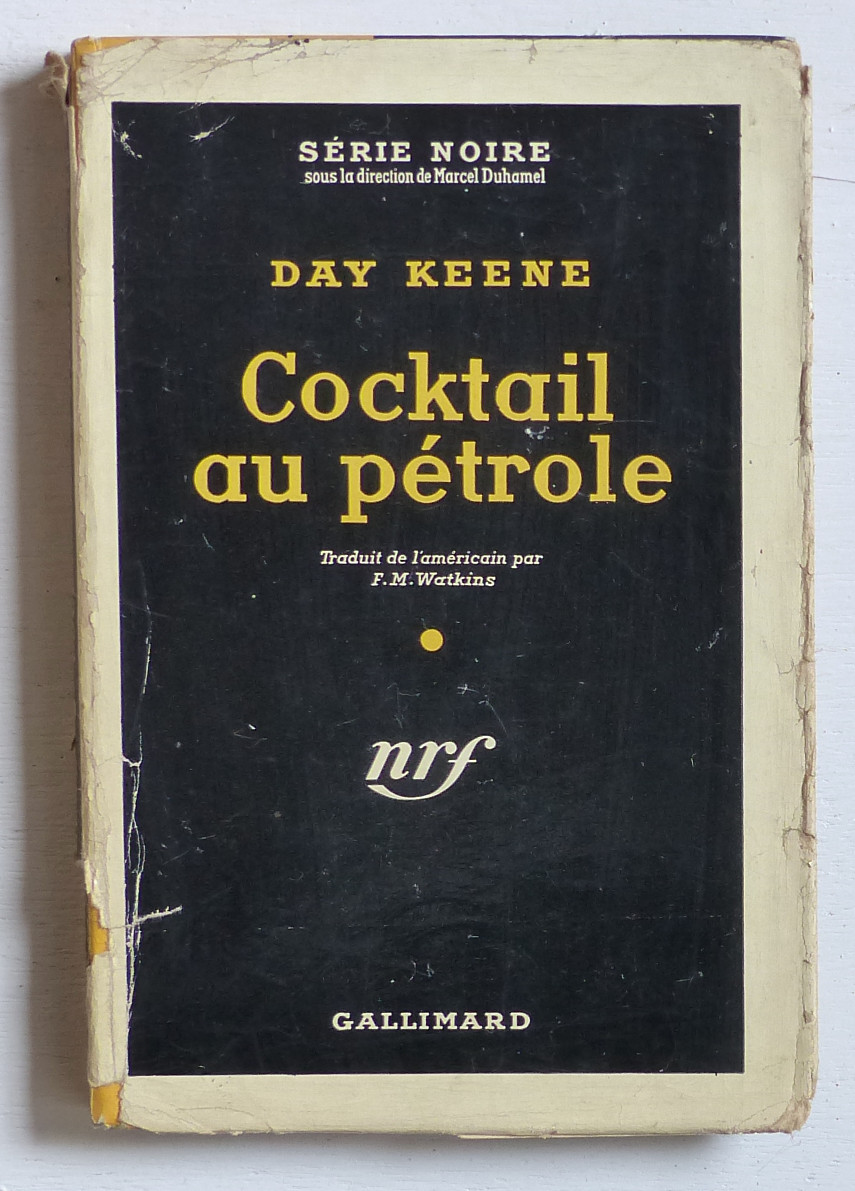 SÉRIE NOIRE
sous la direction de Marcel Duhamel
DAY KEENE
Cocktail
au pétrole
Traduit de l'américain par
F. M. Watkins
nrf
GALLIMARD